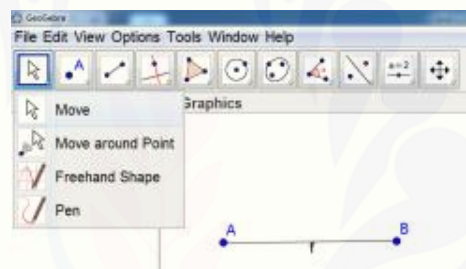 GeoGebra
File Edit View Options Tools Window Help
A
a=2
Graphics
Move
Move around Point
Freehand Shape
Pen
A
B
f